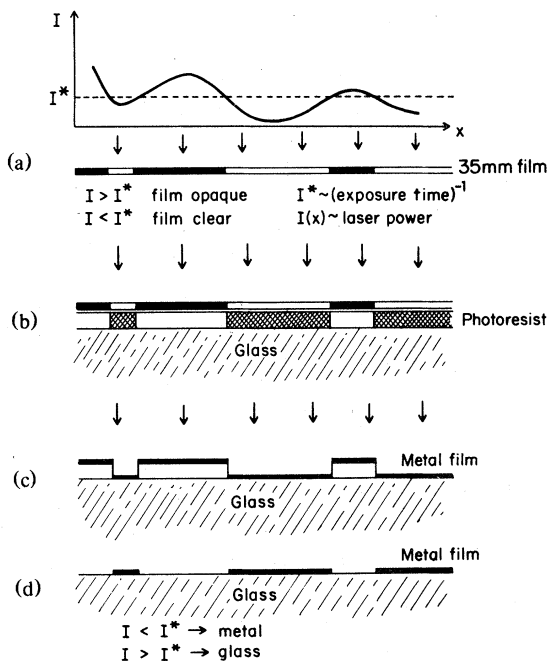 I
I*
x
(a)
35mm film
I > I* film opaque I* ~ (exposure time)⁻¹
I < I* film clear I(x) ~ laser power
(b)
Photoresist
Glass
(c)
Metal film
Glass
Metal film
(d)
Glass
I < I* → metal
I > I* → glass